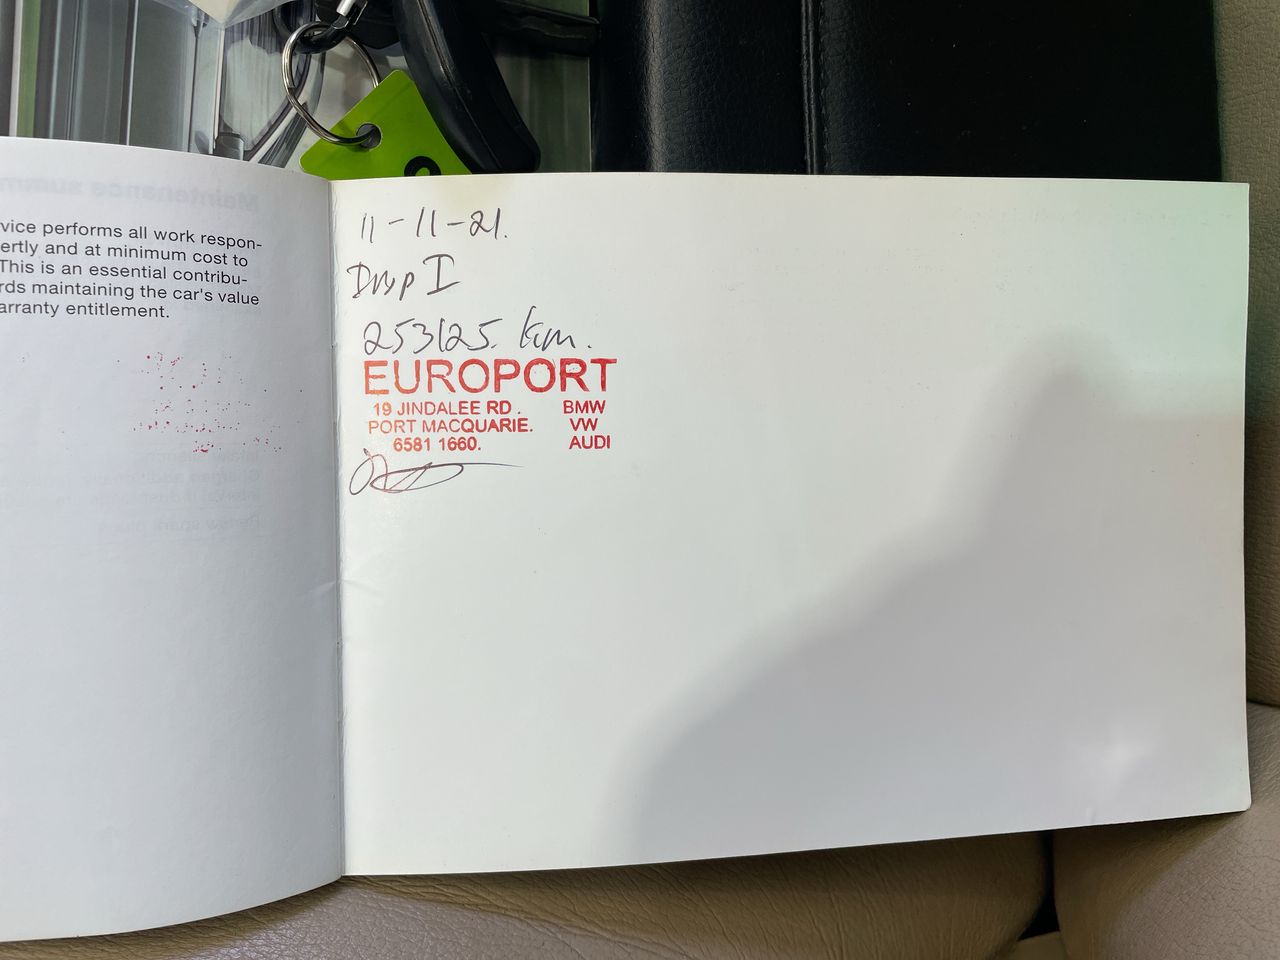 vice performs all work respon-
ertly and at minimum cost to
This is an essential contribu-
rds maintaining the car's value
arranty entitlement.
11-11-21.
Insp I
253125. km.
EUROPORT
19 JINDALEE RD. BMW
PORT MACQUARIE. VW
6581 1660. AUDI